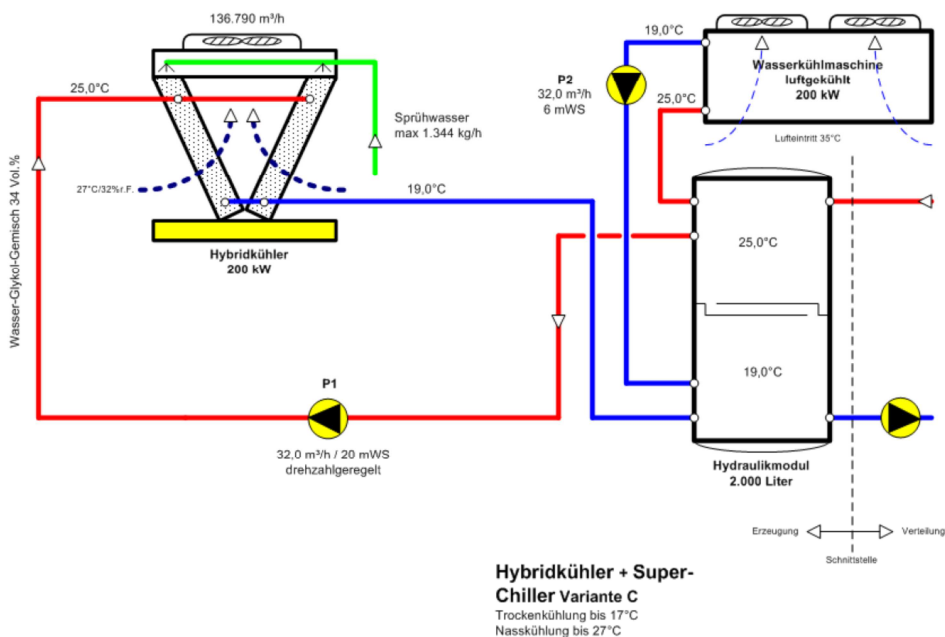 136.790 m³/h
25,0°C
Sprühwasser
max 1.344 kg/h
27°C/32%r.F.
19,0°C
Hybridkühler
200 kW
Wasser-Glykol-Gemisch 34 Vol.%
P1
32,0 m³/h / 20 mWS
drehzahlgeregelt
19,0°C
P2
32,0 m³/h
6 mWS
25,0°C
Wasserkühlmaschine
luftgekühlt
200 kW
Lufteintritt 35°C
25,0°C
19,0°C
Hydraulikmodul
2.000 Liter
Erzeugung
Verteilung
Schnittstelle
Hybridkühler + Super-
Chiller Variante C
Trockenkühlung bis 17°C
Nasskühlung bis 27°C